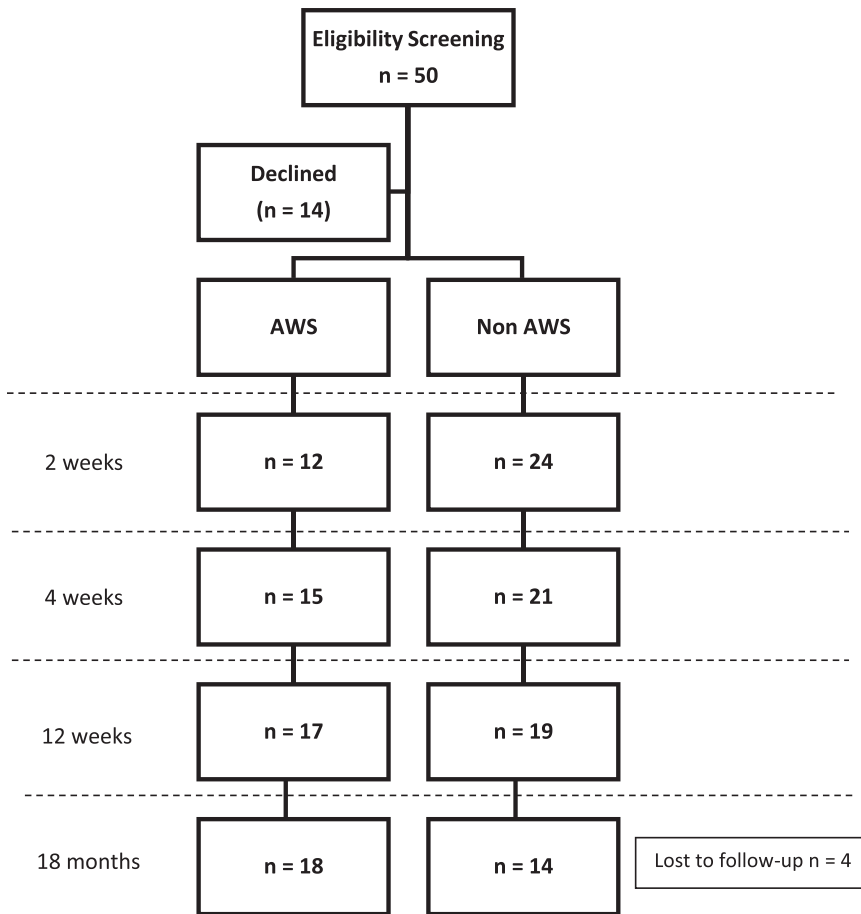 Eligibility Screening
n = 50
Declined
(n = 14)
AWS
Non AWS
2 weeks
n = 12
n = 24
4 weeks
n = 15
n = 21
12 weeks
n = 17
n = 19
18 months
n = 18
n = 14
Lost to follow-up n = 4